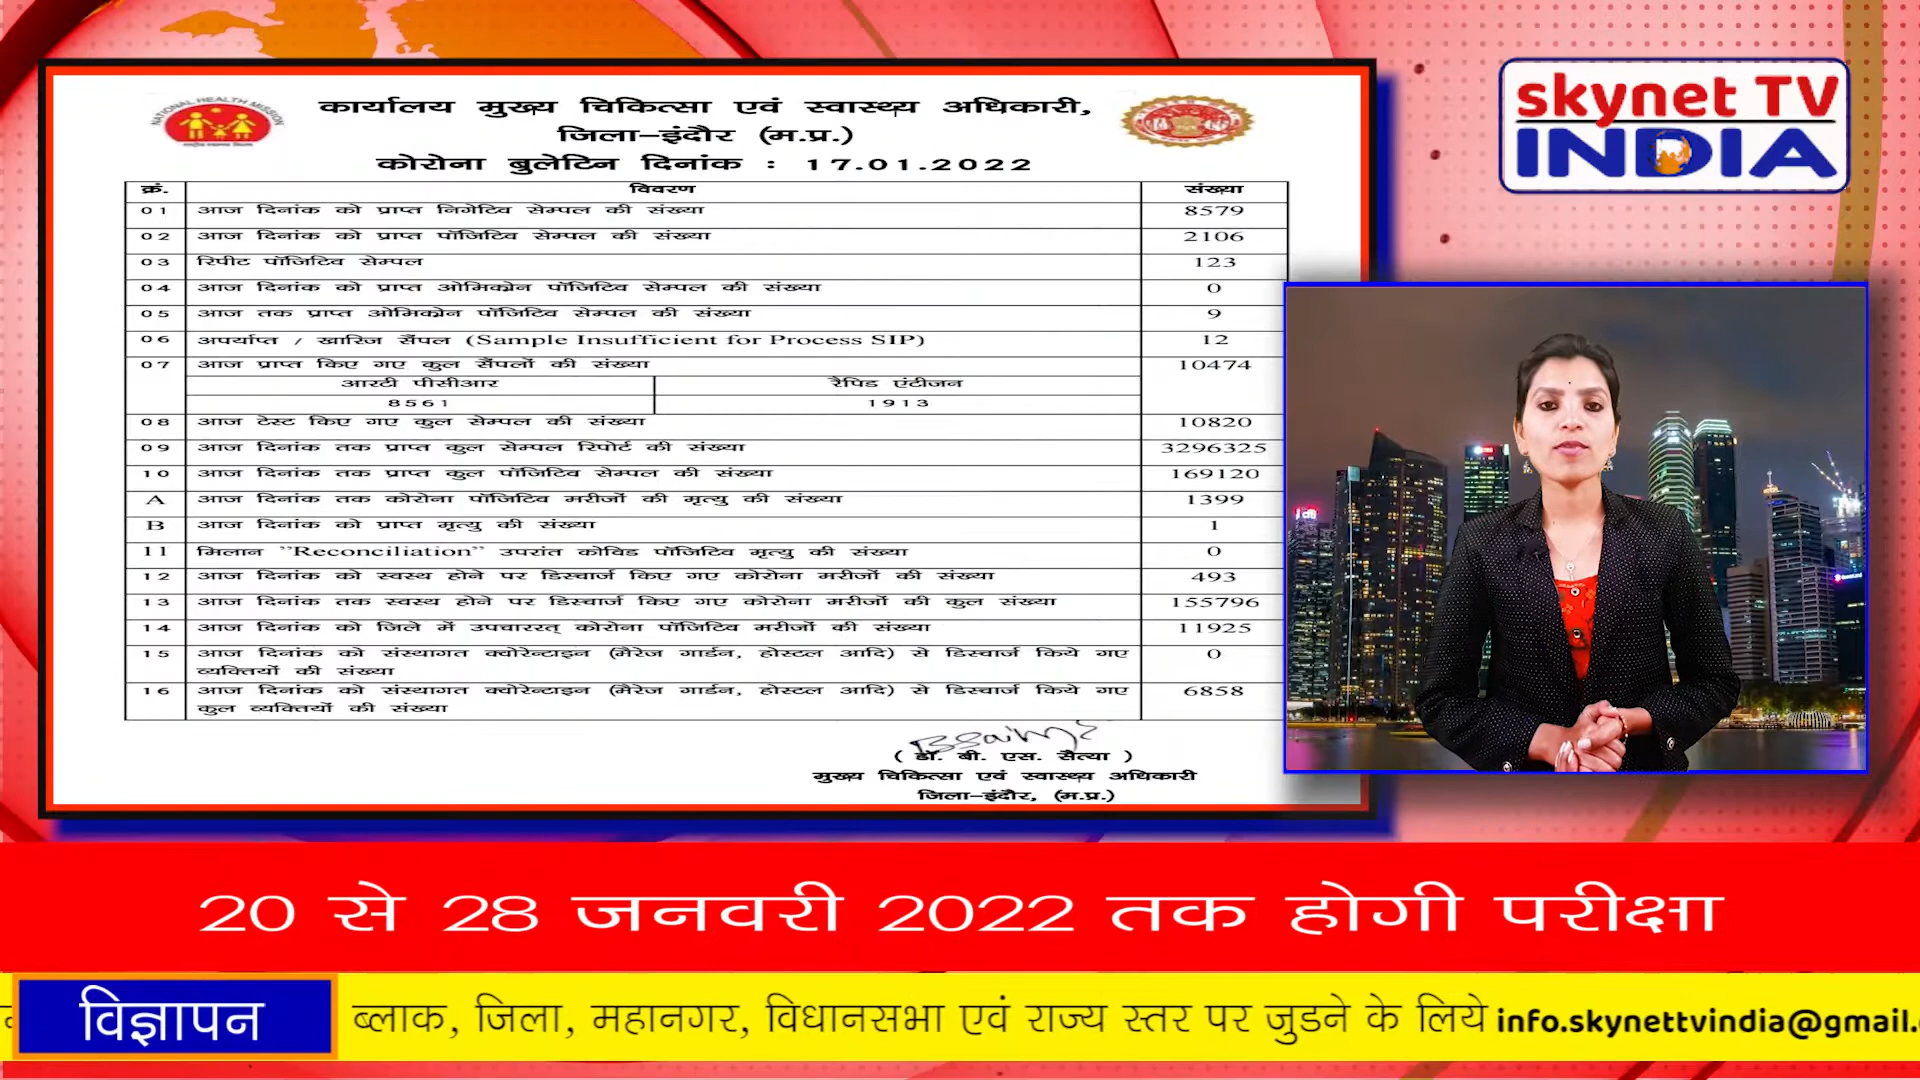 skynet TV
INDIA
NATIONAL HEALTH MISSION
कार्यालय मुख्य चिकित्सा एवं स्वास्थ्य अधिकारी,
जिला–इंदौर (म.प्र.)
कोरोना बुलेटिन दिनांक : 17.01.2022
क्रं. विवरण संख्या
01 आज दिनांक को प्राप्त निगेटिव सेम्पल की संख्या 8579
02 आज दिनांक को प्राप्त पॉजिटिव सेम्पल की संख्या 2106
03 रिपीट पॉजिटिव सेम्पल 123
04 आज दिनांक को प्राप्त ओमिक्रोन पॉजिटिव सेम्पल की संख्या 0
05 आज तक प्राप्त ओमिक्रोन पॉजिटिव सेम्पल की संख्या 9
06 अपर्याप्त / खारिज सैंपल (Sample Insufficient for Process SIP) 12
07 आज प्राप्त किए गए कुल सैंपलों की संख्या 10474
आरटी पीसीआर रैपिड एंटीजन
8561 1913
08 आज टेस्ट किए गए कुल सेम्पल की संख्या 10820
09 आज दिनांक तक प्राप्त कुल सेम्पल रिपोर्ट की संख्या 3296325
10 आज दिनांक तक प्राप्त कुल पॉजिटिव सेम्पल की संख्या 169120
A आज दिनांक तक कोरोना पॉजिटिव मरीजों की मृत्यु की संख्या 1399
B आज दिनांक को प्राप्त मृत्यु की संख्या 1
11 मिलान ”Reconciliation” उपरांत कोविड पॉजिटिव मृत्यु की संख्या 0
12 आज दिनांक को स्वस्थ होने पर डिस्चार्ज किए गए कोरोना मरीजों की संख्या 493
13 आज दिनांक तक स्वस्थ होने पर डिस्चार्ज किए गए कोरोना मरीजों की कुल संख्या 155796
14 आज दिनांक को जिले में उपचाररत् कोरोना पॉजिटिव मरीजों की संख्या 11925
15 आज दिनांक को संस्थागत क्वोरेन्टाइन (मैरेज गार्डन, होस्टल आदि) से डिस्चार्ज किये गए 0
व्यक्तियों की संख्या
16 आज दिनांक को संस्थागत क्वोरेन्टाइन (मैरेज गार्डन, होस्टल आदि) से डिस्चार्ज किये गए 6858
कुल व्यक्तियों की संख्या
( डॉ. बी. एस. सैत्या )
मुख्य चिकित्सा एवं स्वास्थ्य अधिकारी
जिला–इंदौर, (म.प्र.)
20 से 28 जनवरी 2022 तक होगी परीक्षा
विज्ञापन ब्लाक, जिला, महानगर, विधानसभा एवं राज्य स्तर पर जुडने के लिये info.skynettvindia@gmail.